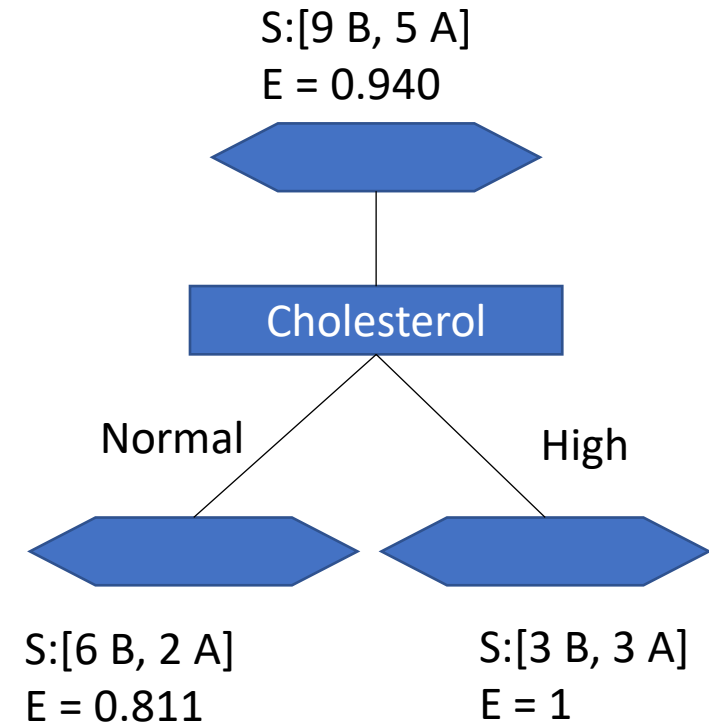 S:[9 B, 5 A]
E = 0.940
Cholesterol
Normal
High
S:[6 B, 2 A]
E = 0.811
S:[3 B, 3 A]
E = 1